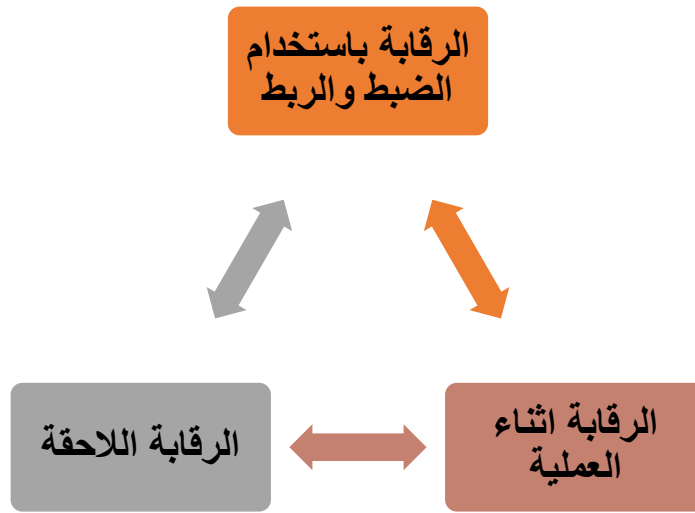 الرقابة باستخدام
الضبط والربط
الرقابة اثناء
العملية
الرقابة اللاحقة